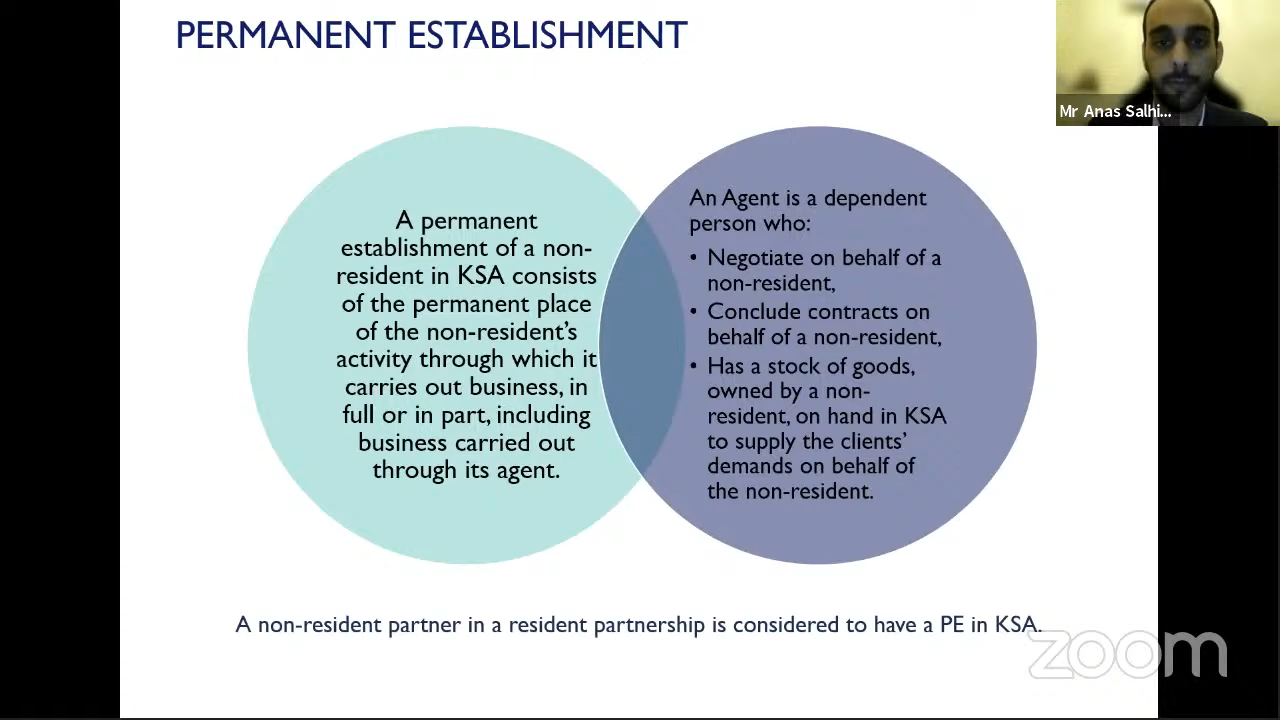 PERMANENT ESTABLISHMENT
Mr Anas Salhi...
A permanent
establishment of a non-
resident in KSA consists
of the permanent place
of the non-resident's
activity through which it
carries out business, in
full or in part, including
business carried out
through its agent.
An Agent is a dependent
person who:
• Negotiate on behalf of a
non-resident,
• Conclude contracts on
behalf of a non-resident,
• Has a stock of goods,
owned by a non-
resident, on hand in KSA
to supply the clients'
demands on behalf of
the non-resident.
A non-resident partner in a resident partnership is considered to have a PE in KSA.
zoom